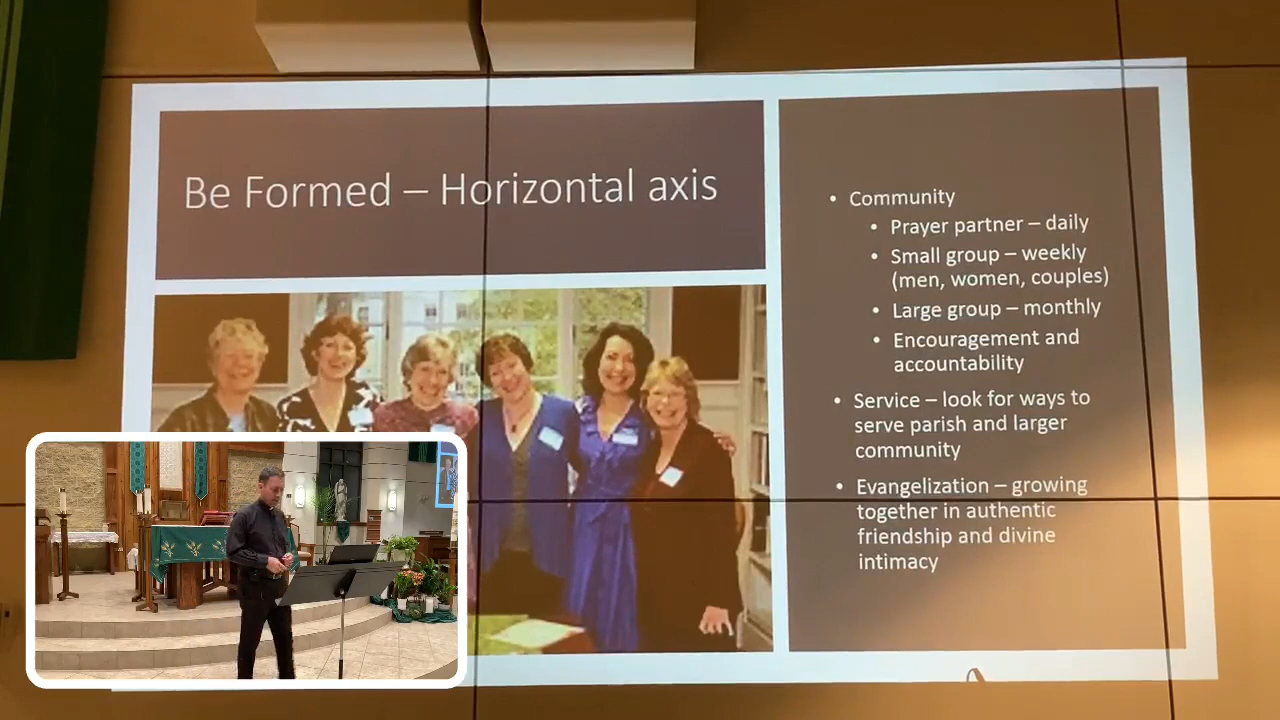 Be Formed – Horizontal axis
• Community
• Prayer partner – daily
• Small group – weekly
(men, women, couples)
• Large group – monthly
• Encouragement and
accountability
• Service – look for ways to
serve parish and larger
community
• Evangelization – growing
together in authentic
friendship and divine
intimacy